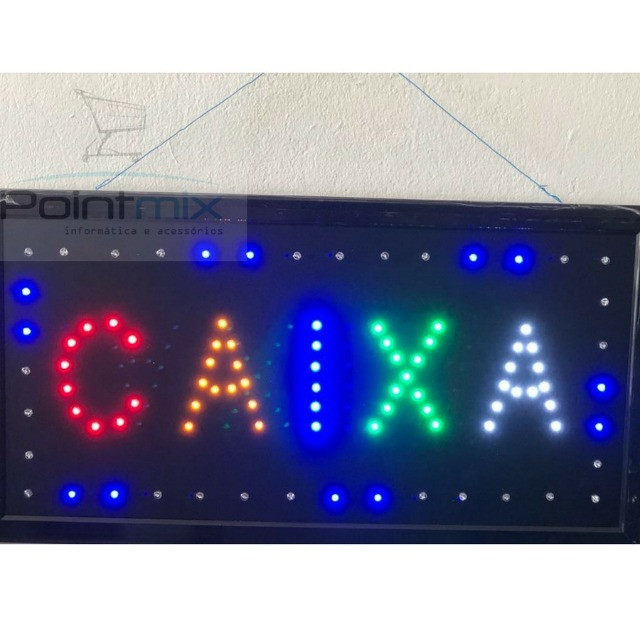 Pointmix
informática e acessórios
CAIXA